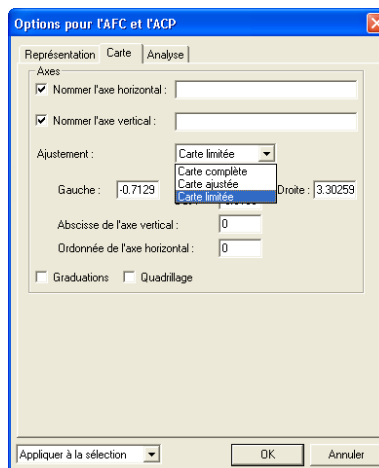 Options pour l'AFC et l'ACP
Représentation Carte Analyse
Axes
Nommer l'axe horizontal :
Nommer l'axe vertical :
Ajustement : Carte limitée
Carte complète
Carte ajustée
Carte limitée
Gauche : -0.7129 Droite : 3.30259
Abscisse de l'axe vertical : 0
Ordonnée de l'axe horizontal : 0
Graduations Quadrillage
Appliquer à la sélection OK Annuler